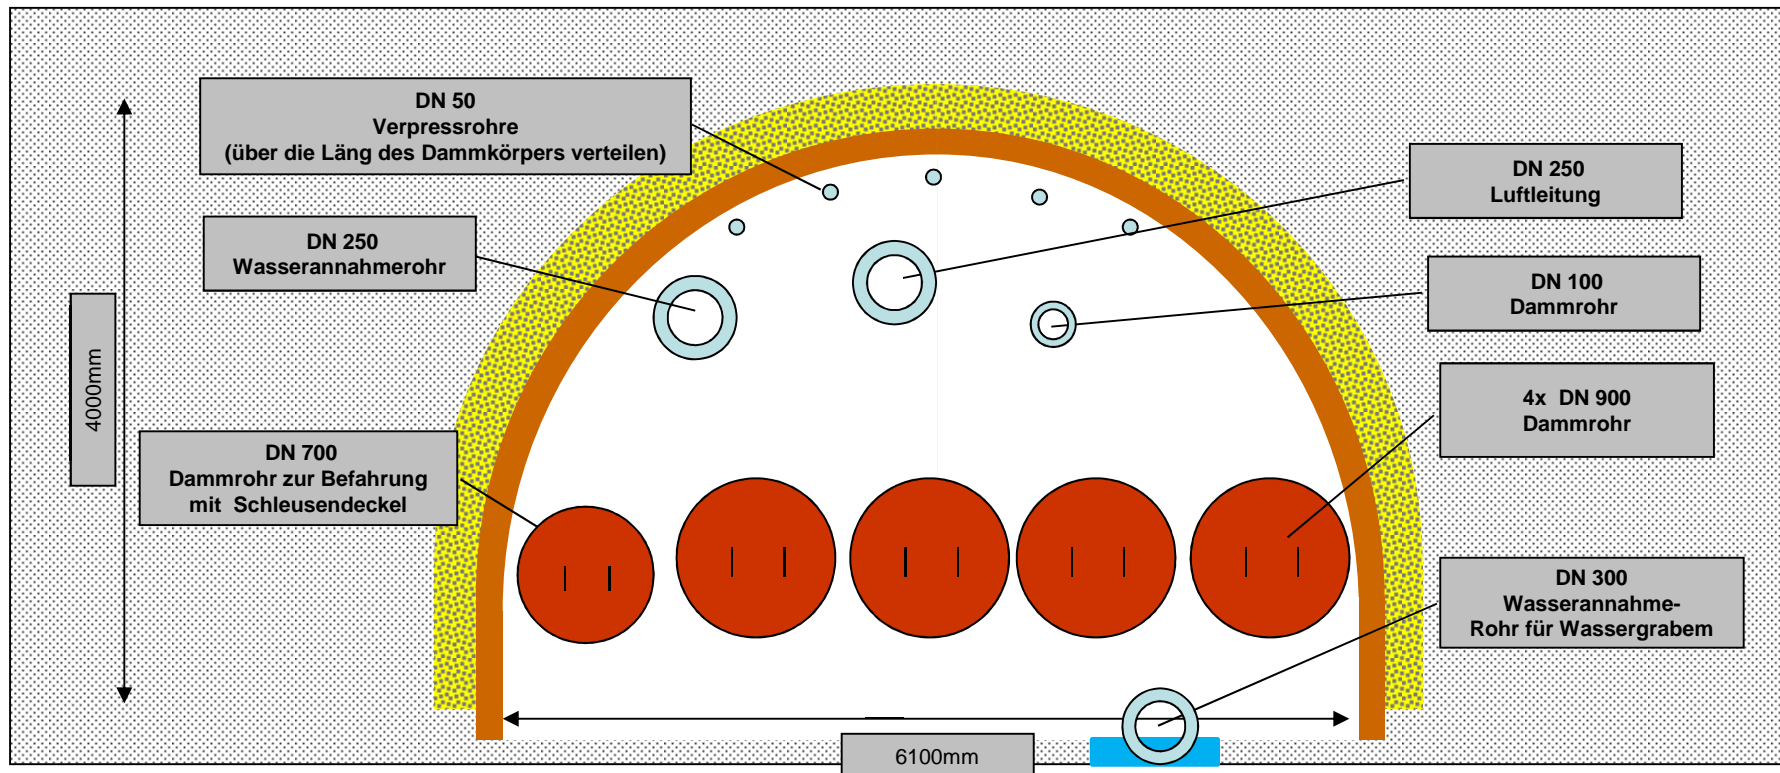 DN 50
Verpressrohre
(über die Läng des Dammkörpers verteilen)
DN 250
Luftleitung
DN 250
Wasserannahmerohr
DN 100
Dammrohr
4000mm
4x DN 900
Dammrohr
DN 700
Dammrohr zur Befahrung
mit Schleusendeckel
DN 300
Wasserannahme-
Rohr für Wassergrabem
6100mm